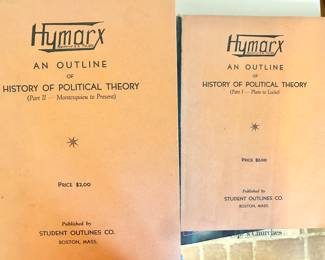 Hymarx
AN OUTLINE
OF
HISTORY OF POLITICAL THEORY
(Part II — Montesquieu to Present)
PRICE $2.00
Published by
STUDENT OUTLINES CO.
BOSTON, MASS.
Hymarx
AN OUTLINE
OF
HISTORY OF POLITICAL THEORY
(Part I — Plato to Locke)
Published by
STUDENT OUTLINES CO.
BOSTON, MASS.
Churches